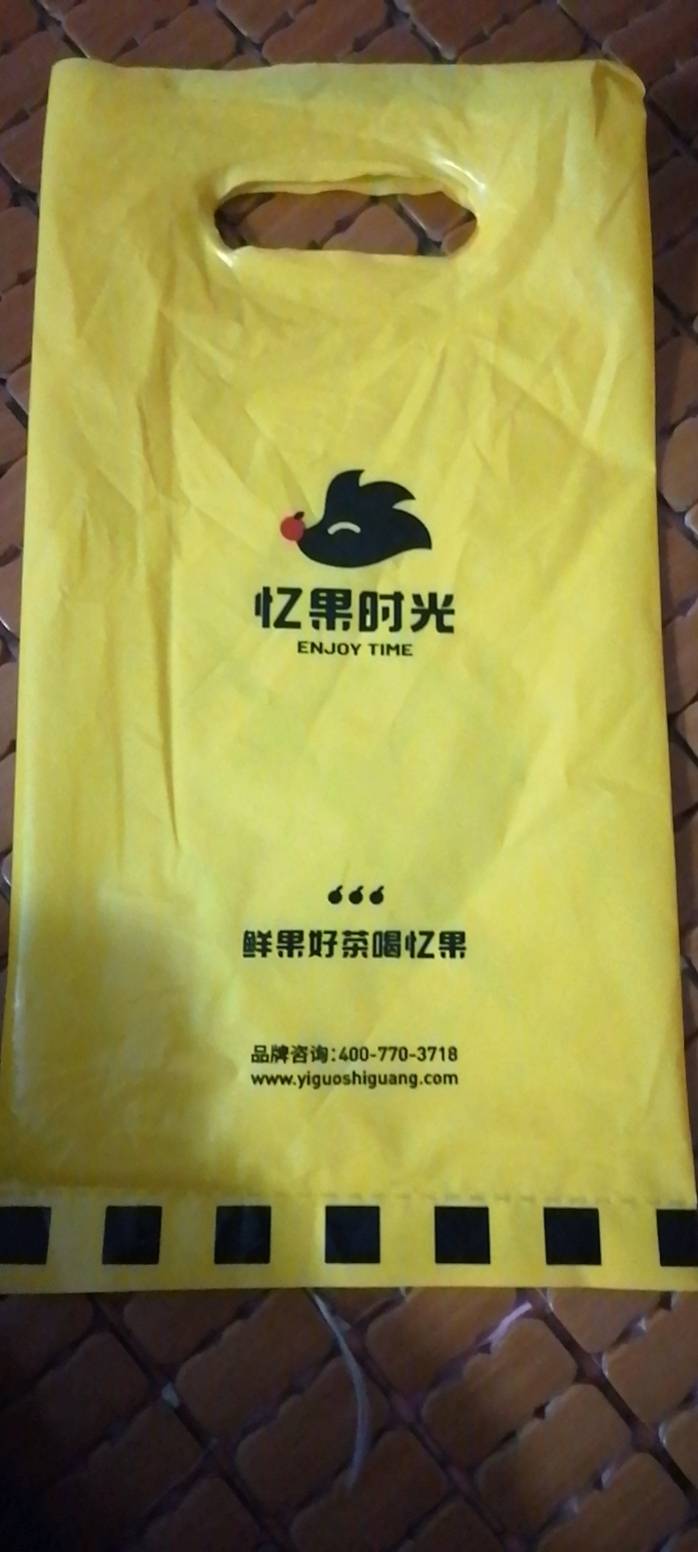 忆果时光
ENJOY TIME
鲜果好茶喝忆果
品牌咨询:400-770-3718
www.yiguoshiguang.com